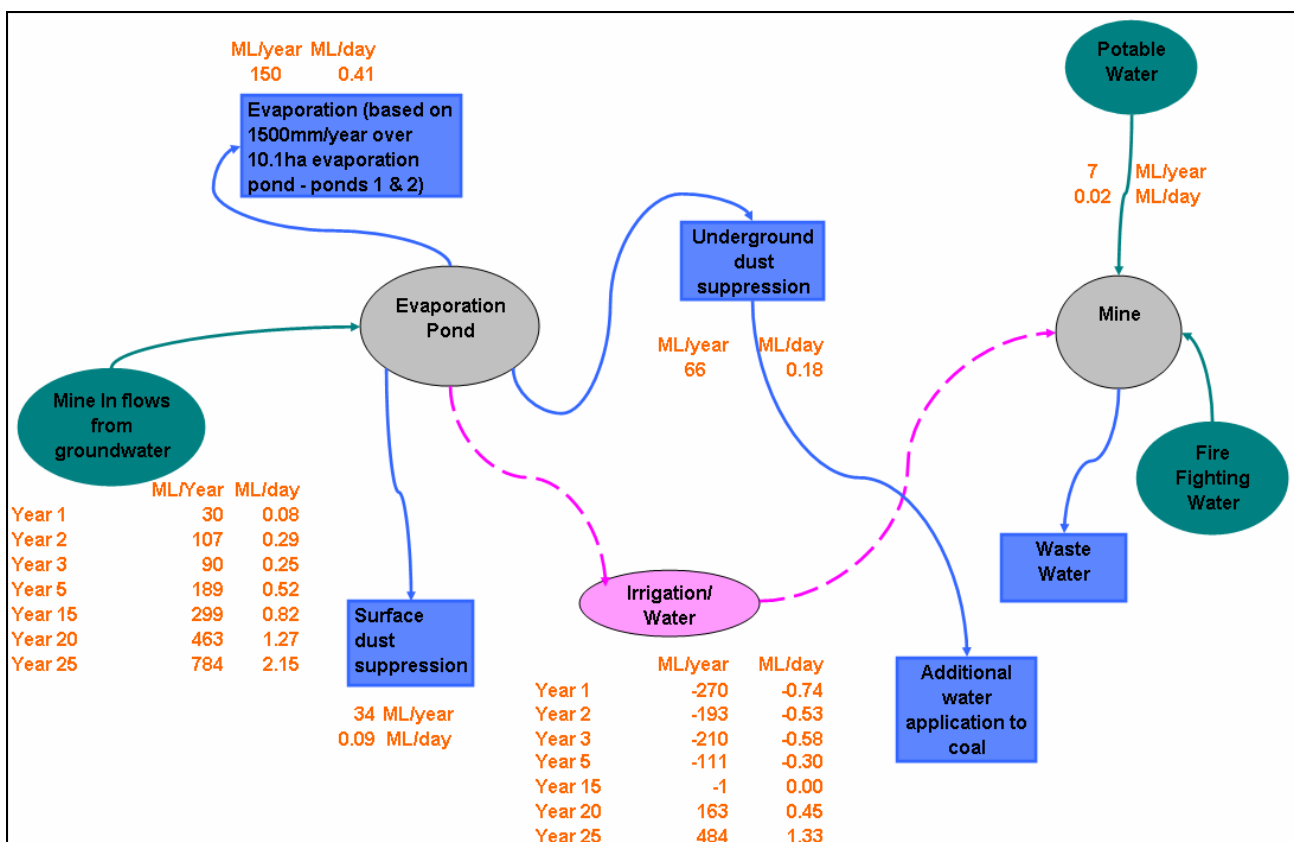 ML/year ML/day
150 0.41
Evaporation (based on
1500mm/year over
10.1ha evaporation
pond - ponds 1 & 2)
Potable
Water
7 ML/year
0.02 ML/day
Underground
dust
suppression
Evaporation
Pond
Mine
ML/year ML/day
66 0.18
Mine In flows
from
groundwater
Fire
Fighting
Water
ML/Year ML/day
Year 1 30 0.08
Year 2 107 0.29
Year 3 90 0.25
Year 5 189 0.52
Year 15 299 0.82
Year 20 463 1.27
Year 25 784 2.15
Waste
Water
Irrigation/
Water
Surface
dust
suppression
34 ML/year
0.09 ML/day
ML/year ML/day
Year 1 -270 -0.74
Year 2 -193 -0.53
Year 3 -210 -0.58
Year 5 -111 -0.30
Year 15 -1 0.00
Year 20 163 0.45
Year 25 484 1.33
Additional
water
application to
coal